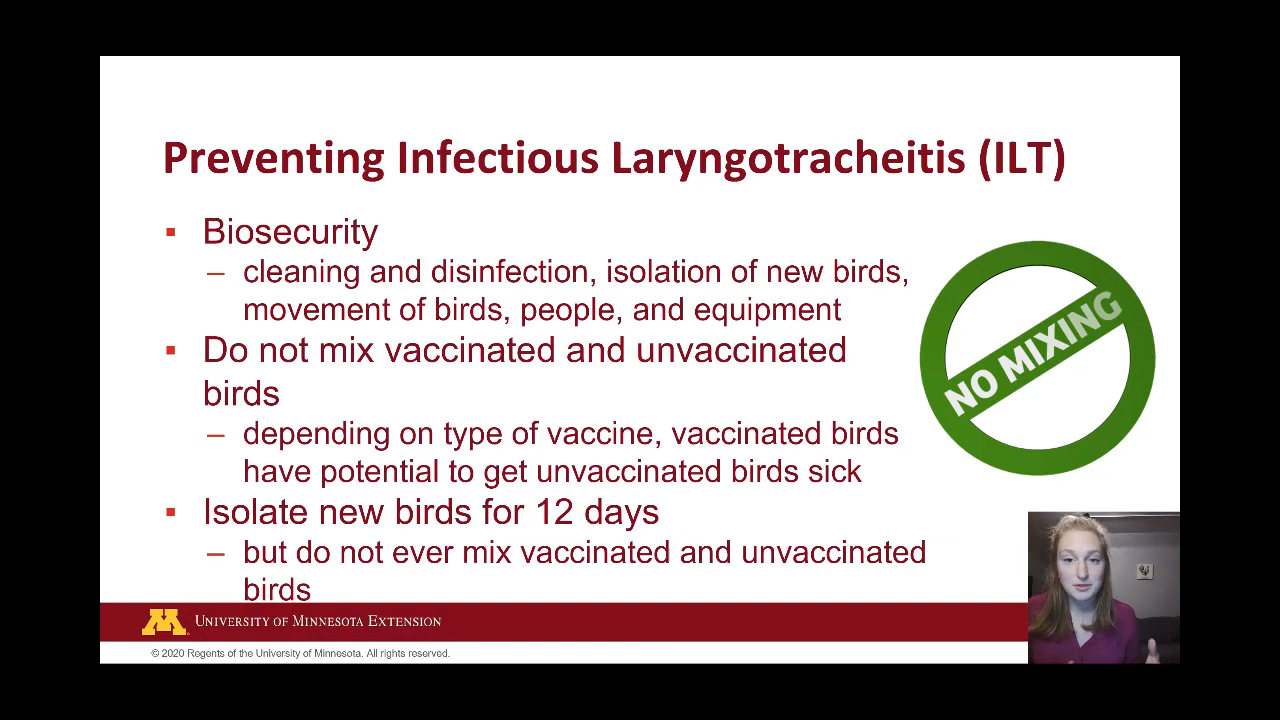 Preventing Infectious Laryngotracheitis (ILT)
▪ Biosecurity
– cleaning and disinfection, isolation of new birds,
movement of birds, people, and equipment
▪ Do not mix vaccinated and unvaccinated
birds
– depending on type of vaccine, vaccinated birds
have potential to get unvaccinated birds sick
▪ Isolate new birds for 12 days
– but do not ever mix vaccinated and unvaccinated
birds
NO MIXING
M UNIVERSITY OF MINNESOTA EXTENSION
© 2020 Regents of the University of Minnesota. All rights reserved.